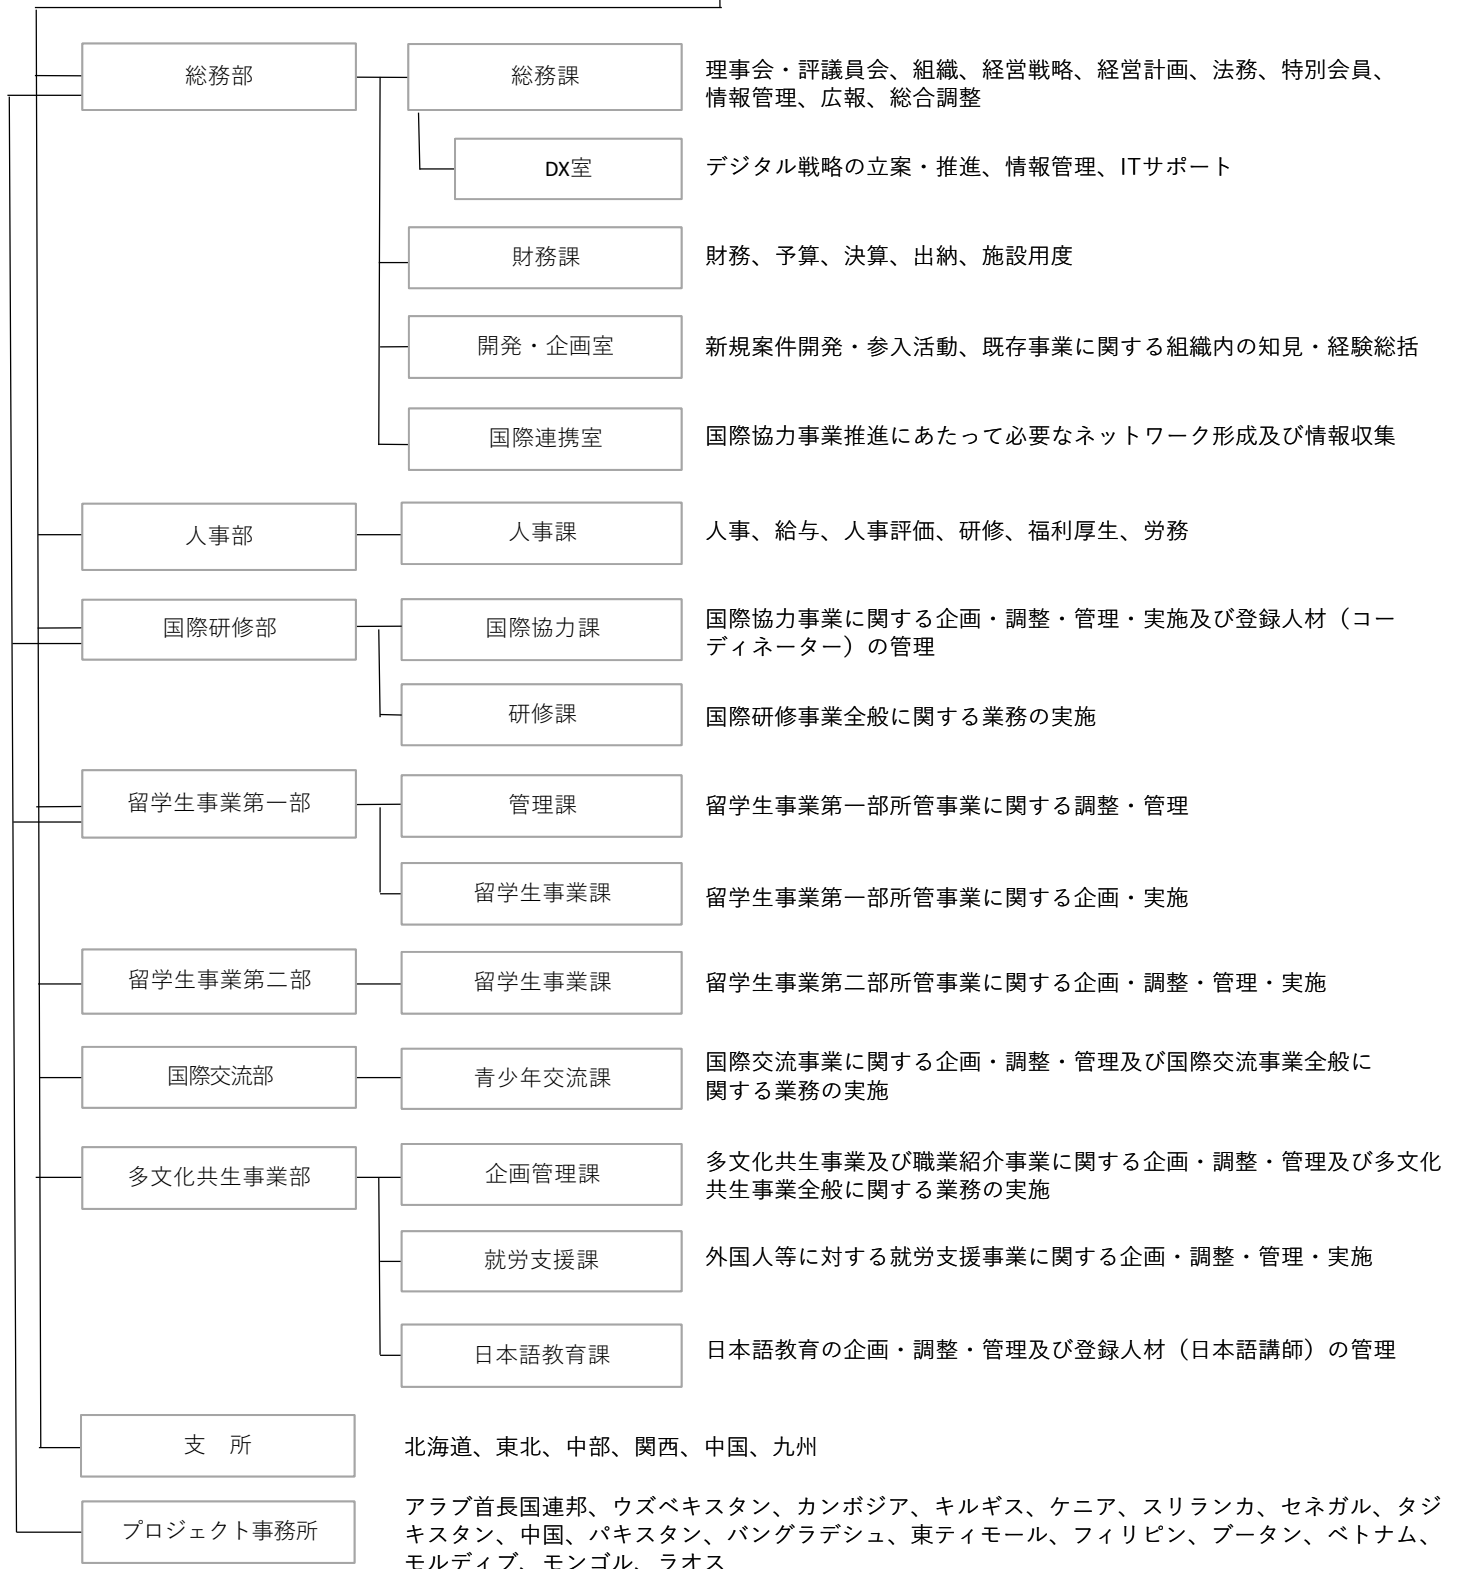 総務部
総務課
理事会・評議員会、組織、経営戦略、経営計画、法務、特別会員、
情報管理、広報、総合調整
DX室
デジタル戦略の立案・推進、情報管理、ITサポート
財務課
財務、予算、決算、出納、施設用度
開発・企画室
新規案件開発・参入活動、既存事業に関する組織内の知見・経験総括
国際連携室
国際協力事業推進にあたって必要なネットワーク形成及び情報収集
人事部
人事課
人事、給与、人事評価、研修、福利厚生、労務
国際研修部
国際協力課
国際協力事業に関する企画・調整・管理・実施及び登録人材（コー
ディネーター）の管理
研修課
国際研修事業全般に関する業務の実施
留学生事業第一部
管理課
留学生事業第一部所管事業に関する調整・管理
留学生事業課
留学生事業第一部所管事業に関する企画・実施
留学生事業第二部
留学生事業課
留学生事業第二部所管事業に関する企画・調整・管理・実施
国際交流部
青少年交流課
国際交流事業に関する企画・調整・管理及び国際交流事業全般に
関する業務の実施
多文化共生事業部
企画管理課
多文化共生事業及び職業紹介事業に関する企画・調整・管理及び多文化
共生事業全般に関する業務の実施
就労支援課
外国人等に対する就労支援事業に関する企画・調整・管理・実施
日本語教育課
日本語教育の企画・調整・管理及び登録人材（日本語講師）の管理
支　所
北海道、東北、中部、関西、中国、九州
プロジェクト事務所
アラブ首長国連邦、ウズベキスタン、カンボジア、キルギス、ケニア、スリランカ、セネガル、タジ
キスタン、中国、パキスタン、バングラデシュ、東ティモール、フィリピン、ブータン、ベトナム、
モルディブ、モンゴル、ラオス